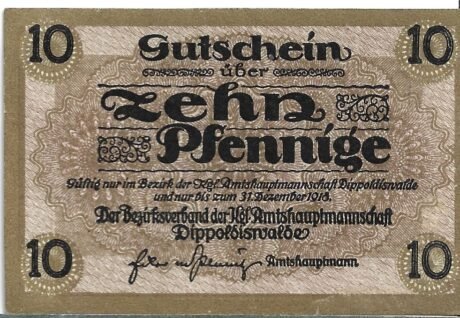 10 Gutschein 10
über
Zehn
Pfennige
Gültig nur im Bezirk der Kgl. Amtshauptmannschaft Dippoldiswalde
und nur bis zum 31. Dezember 1918.
Der Bezirksverband der Kgl. Amtshauptmannschaft
Dippoldiswalde
Amtshauptmann
10 10